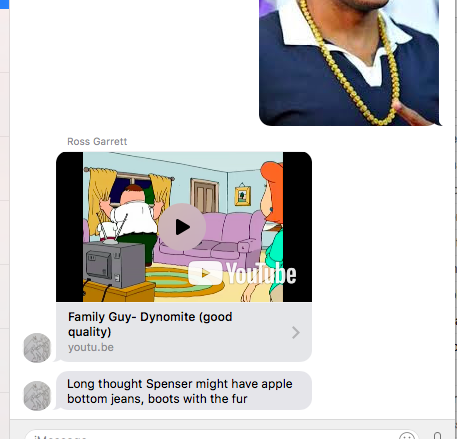 Ross Garrett
YouTube
Family Guy- Dynomite (good
quality)
youtu.be
Long thought Spenser might have apple
bottom jeans, boots with the fur
iMessage